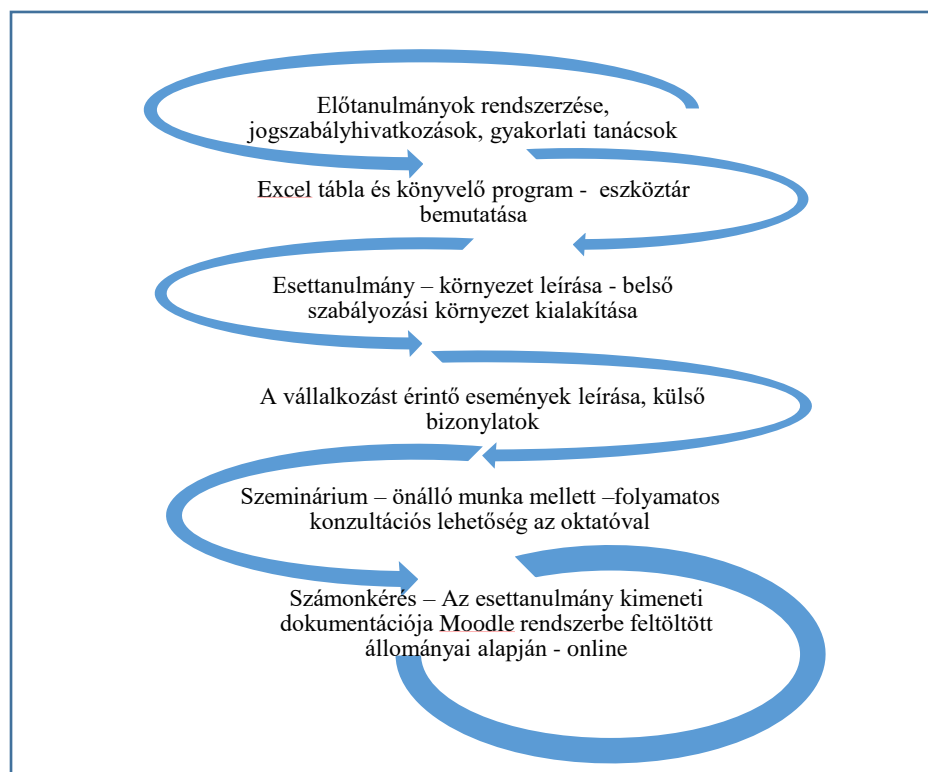 Előtanulmányok rendszerzése,
jogszabályhivatkozások, gyakorlati tanácsok
Excel tábla és könyvelő program - eszköztár
bemutatása
Esettanulmány – környezet leírása - belső
szabályozási környezet kialakítása
A vállalkozást érintő események leírása, külső
bizonylatok
Szeminárium – önálló munka mellett –folyamatos
konzultációs lehetőség az oktatóval
Számonkérés – Az esettanulmány kimeneti
dokumentációja Moodle rendszerbe feltöltött
állományai alapján - online